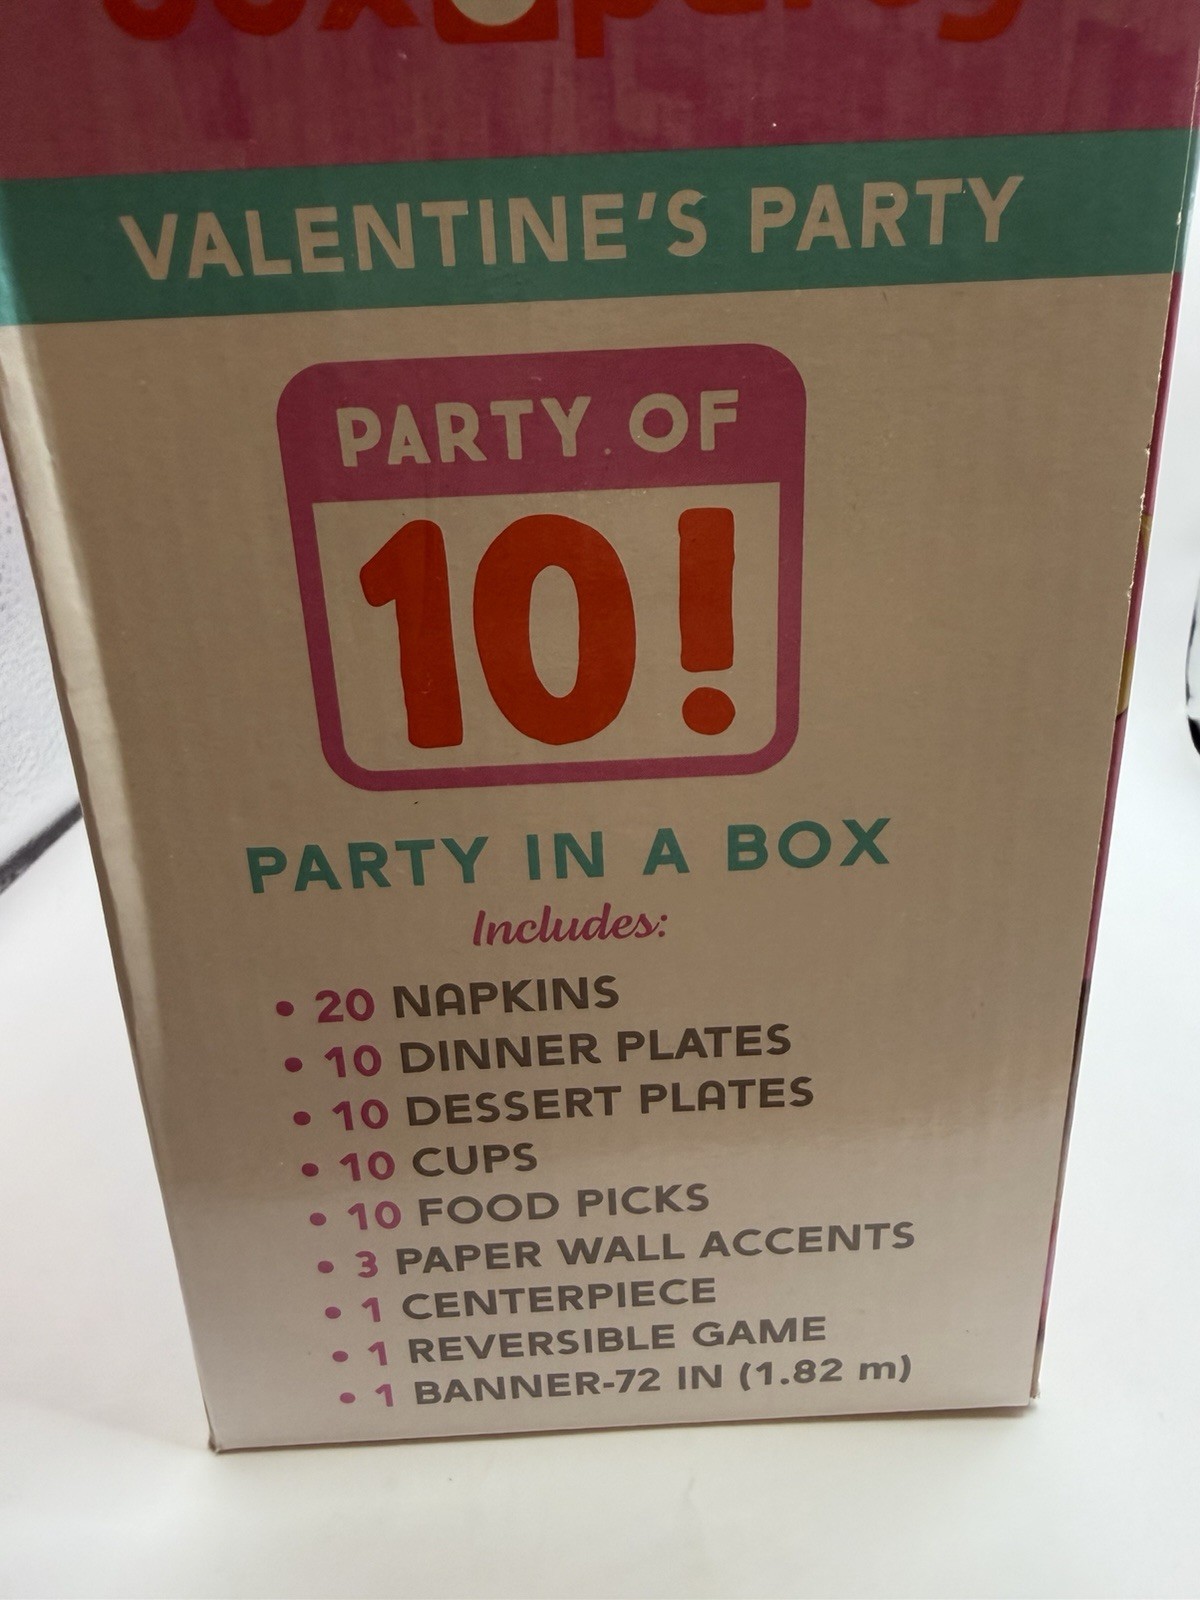 VALENTINE'S PARTY
PARTY OF
10!
PARTY IN A BOX
Includes:
• 20 NAPKINS
• 10 DINNER PLATES
• 10 DESSERT PLATES
• 10 CUPS
• 10 FOOD PICKS
• 3 PAPER WALL ACCENTS
• 1 CENTERPIECE
• 1 REVERSIBLE GAME
• 1 BANNER-72 IN (1.82 m)